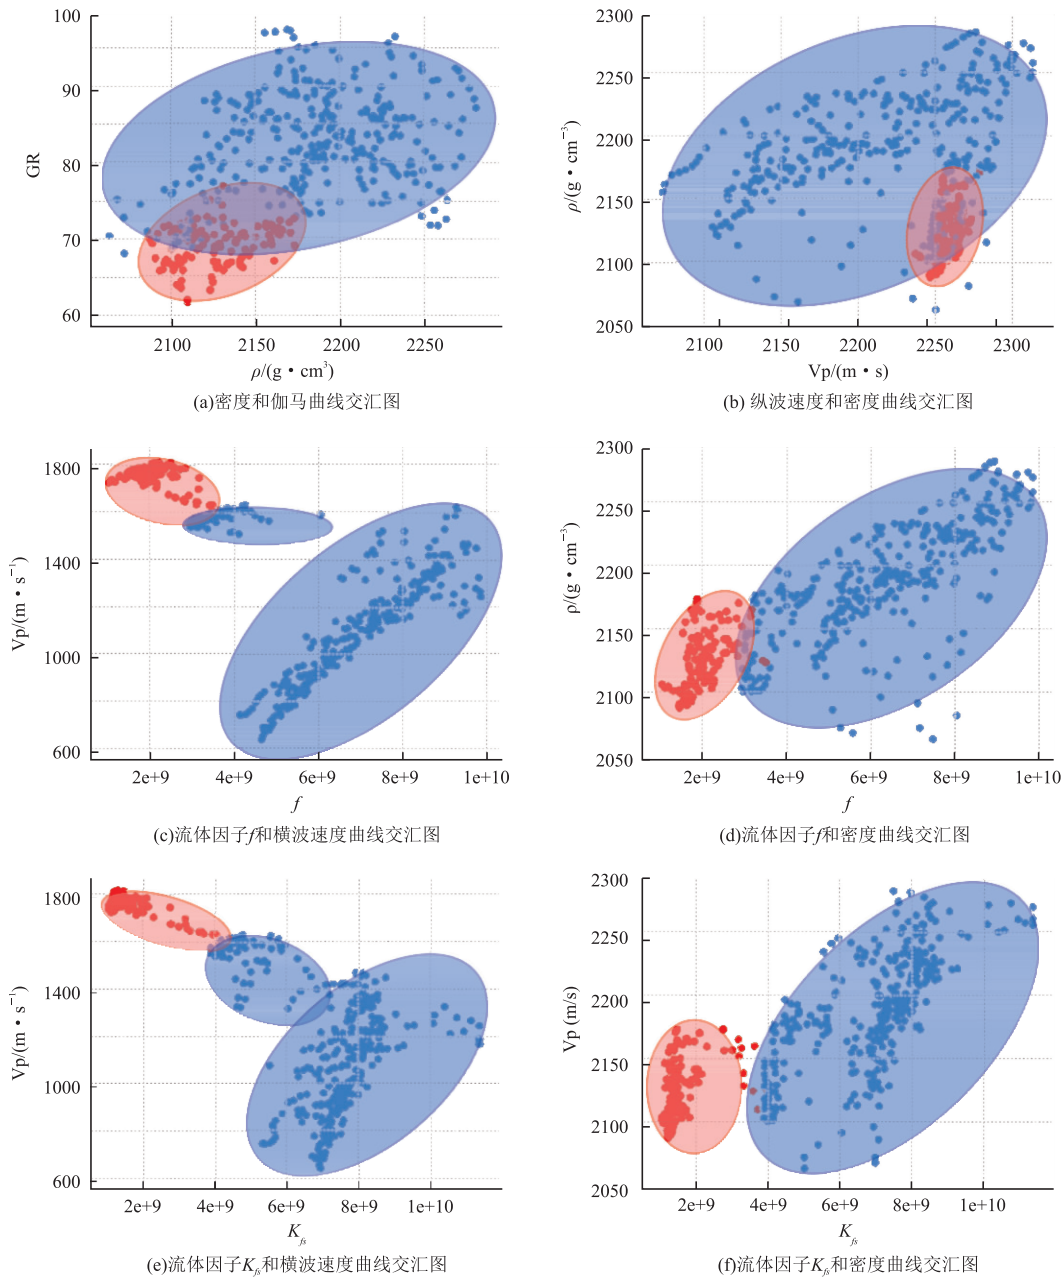 100
90
80
70
60
GR
2100
2150
2200
2250
ρ/(g·cm³)
(a)密度和伽马曲线交汇图
2300
2250
2200
2150
2100
2050
ρ/(g·cm⁻³)
2100
2150
2200
2250
2300
Vp/(m·s)
(b) 纵波速度和密度曲线交汇图
1800
1400
1000
600
Vp/(m·s⁻¹)
2e+9
4e+9
6e+9
8e+9
1e+10
f
(c)流体因子f和横波速度曲线交汇图
2300
2250
2200
2150
2100
2050
ρ/(g·cm⁻³)
2e+9
4e+9
6e+9
8e+9
1e+10
f
(d)流体因子f和密度曲线交汇图
1800
1400
1000
600
Vp/(m·s⁻¹)
2e+9
4e+9
6e+9
8e+9
1e+10
K_fs
(e)流体因子K_fs和横波速度曲线交汇图
2300
2250
2200
2150
2100
2050
Vp (m/s)
2e+9
4e+9
6e+9
8e+9
1e+10
K_fs
(f)流体因子K_fs和密度曲线交汇图